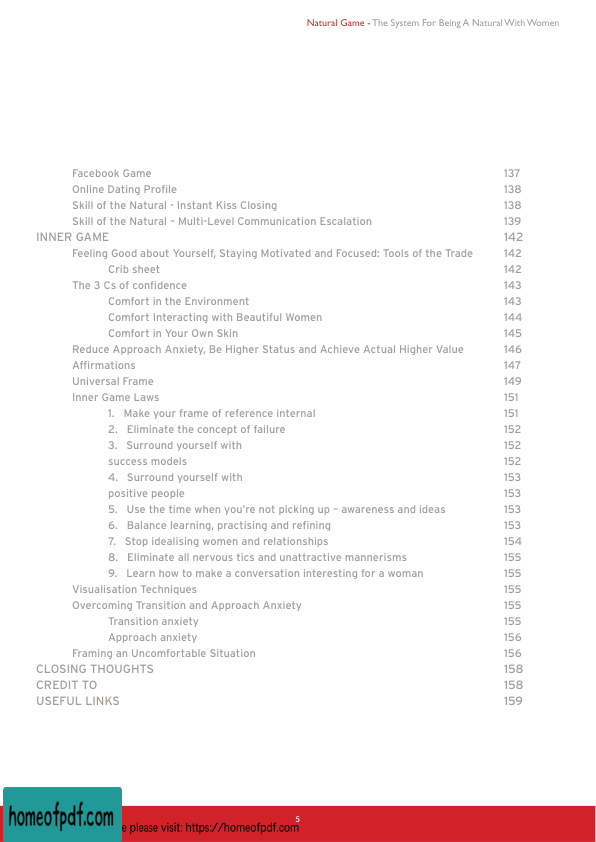 Natural Game - The System For Being A Natural With Women
Facebook Game 137
Online Dating Profile 138
Skill of the Natural - Instant Kiss Closing 138
Skill of the Natural – Multi-Level Communication Escalation 139
INNER GAME 142
Feeling Good about Yourself, Staying Motivated and Focused: Tools of the Trade 142
Crib sheet 142
The 3 Cs of confidence 143
Comfort in the Environment 143
Comfort Interacting with Beautiful Women 144
Comfort in Your Own Skin 145
Reduce Approach Anxiety, Be Higher Status and Achieve Actual Higher Value 146
Affirmations 147
Universal Frame 149
Inner Game Laws 151
1. Make your frame of reference internal 151
2. Eliminate the concept of failure 152
3. Surround yourself with 152
success models 152
4. Surround yourself with 153
positive people 153
5. Use the time when you're not picking up – awareness and ideas 153
6. Balance learning, practising and refining 153
7. Stop idealising women and relationships 154
8. Eliminate all nervous tics and unattractive mannerisms 155
9. Learn how to make a conversation interesting for a woman 155
Visualisation Techniques 155
Overcoming Transition and Approach Anxiety 155
Transition anxiety 155
Approach anxiety 156
Framing an Uncomfortable Situation 156
CLOSING THOUGHTS 158
CREDIT TO 158
USEFUL LINKS 159
5
homeofpdf.com
e please visit: https://homeofpdf.com